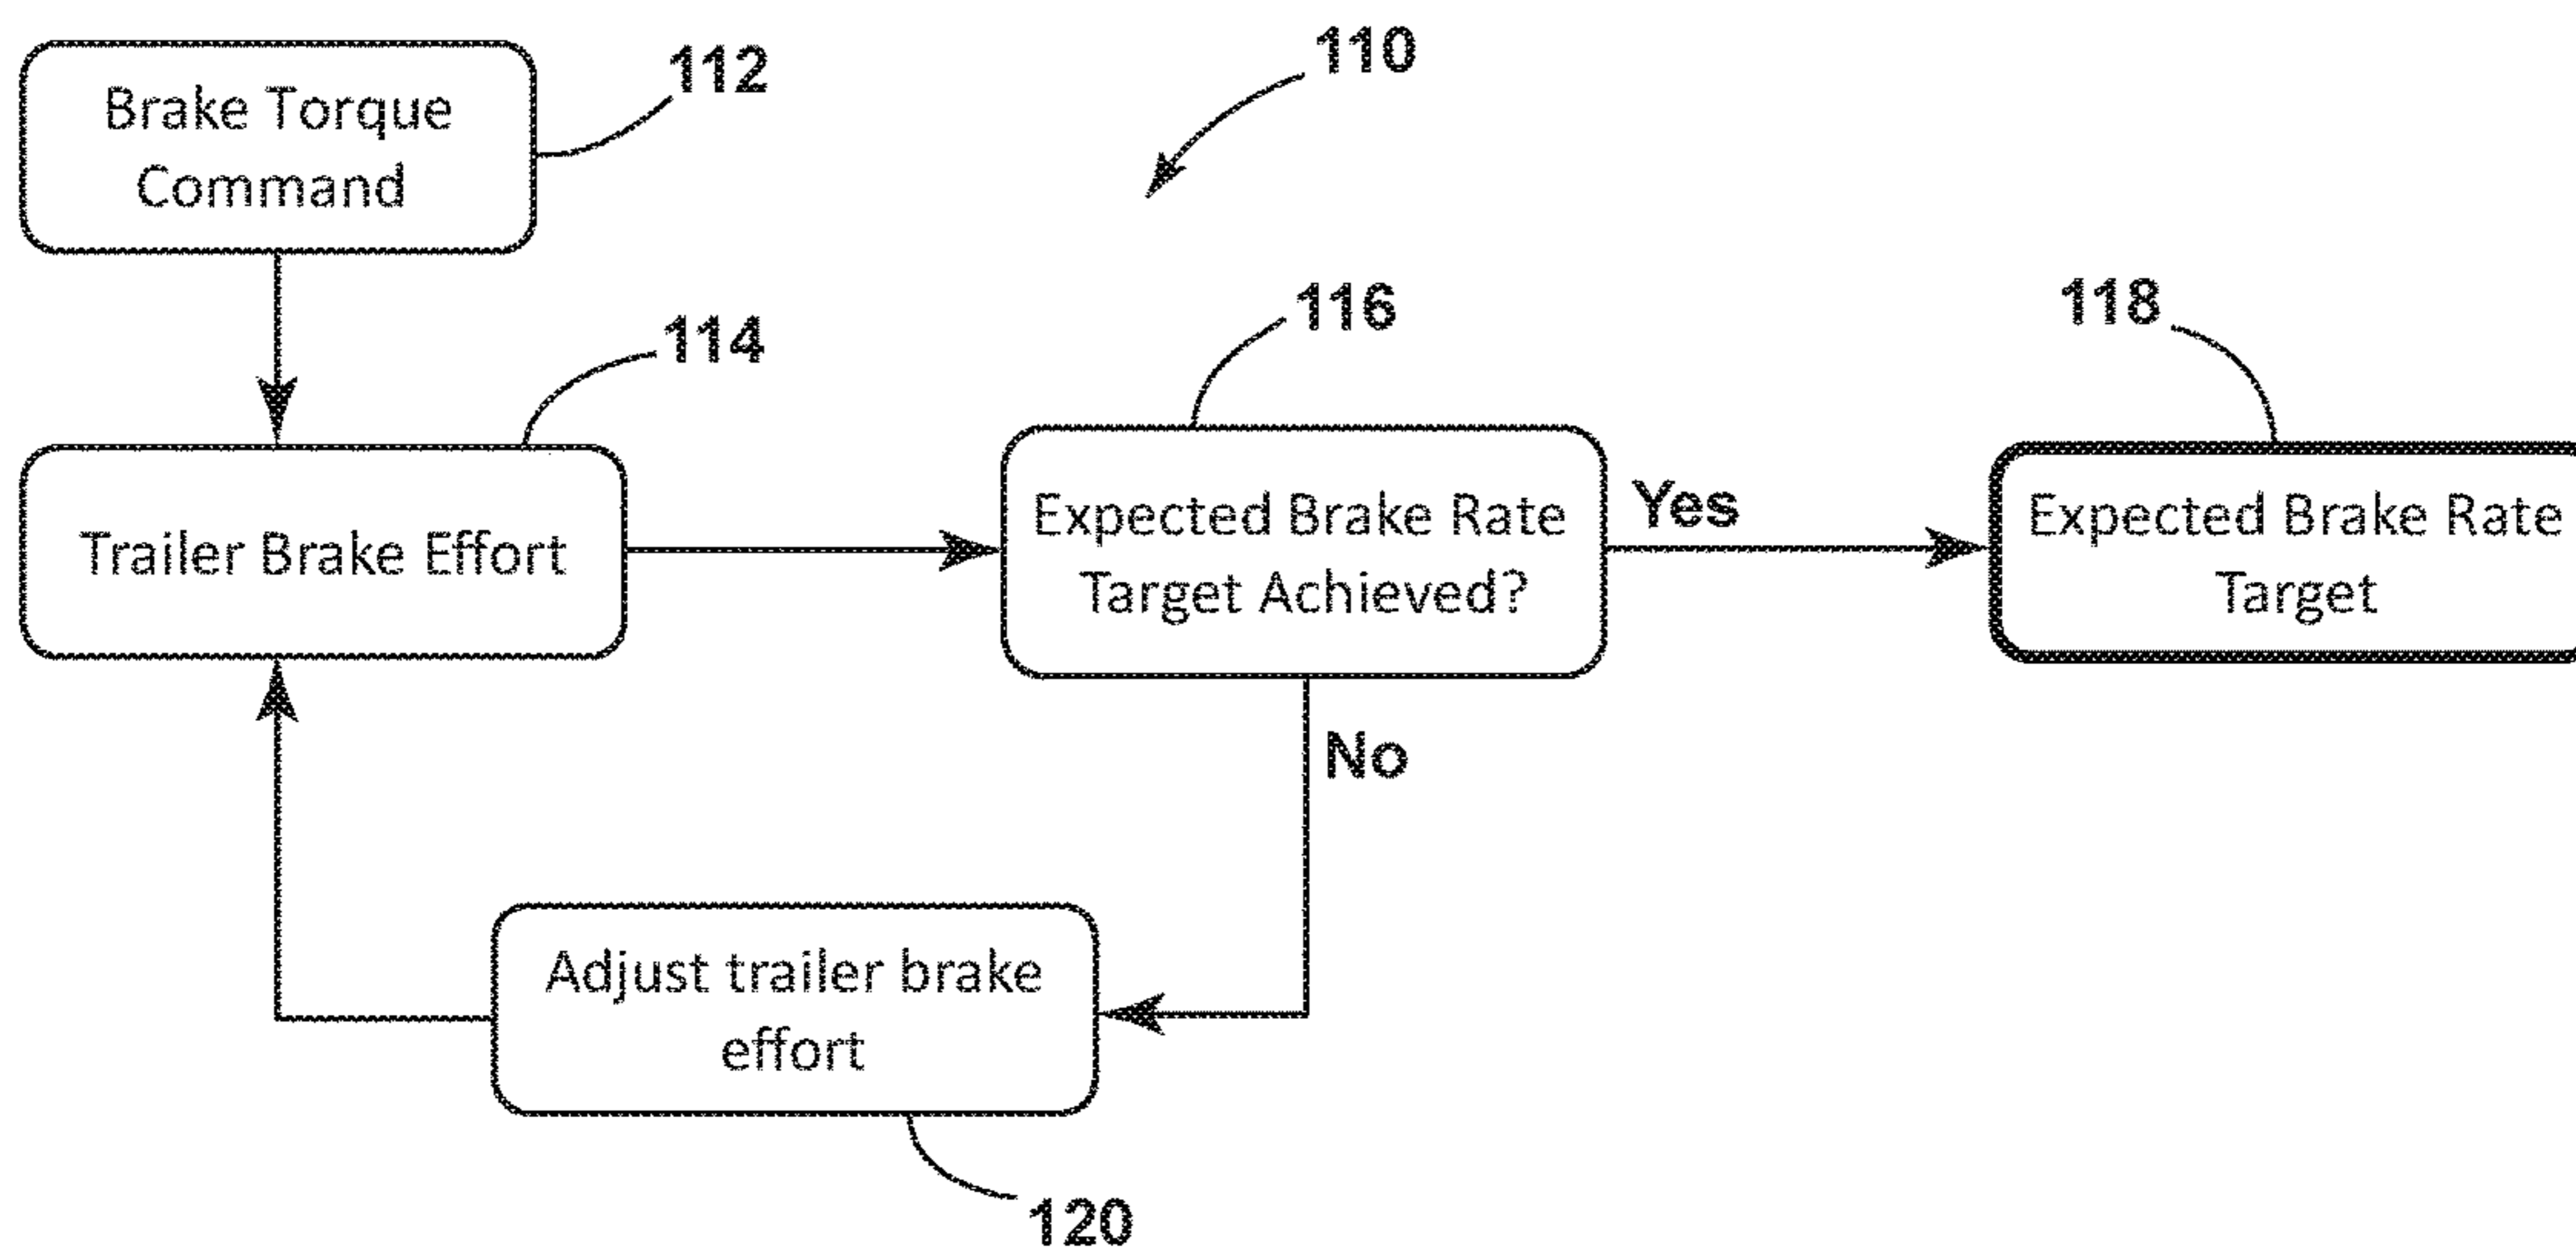 110
Brake Torque
Command
112
114
Trailer Brake Effort
116
Expected Brake Rate
Target Achieved?
Yes
118
Expected Brake Rate
Target
No
Adjust trailer brake
effort
120